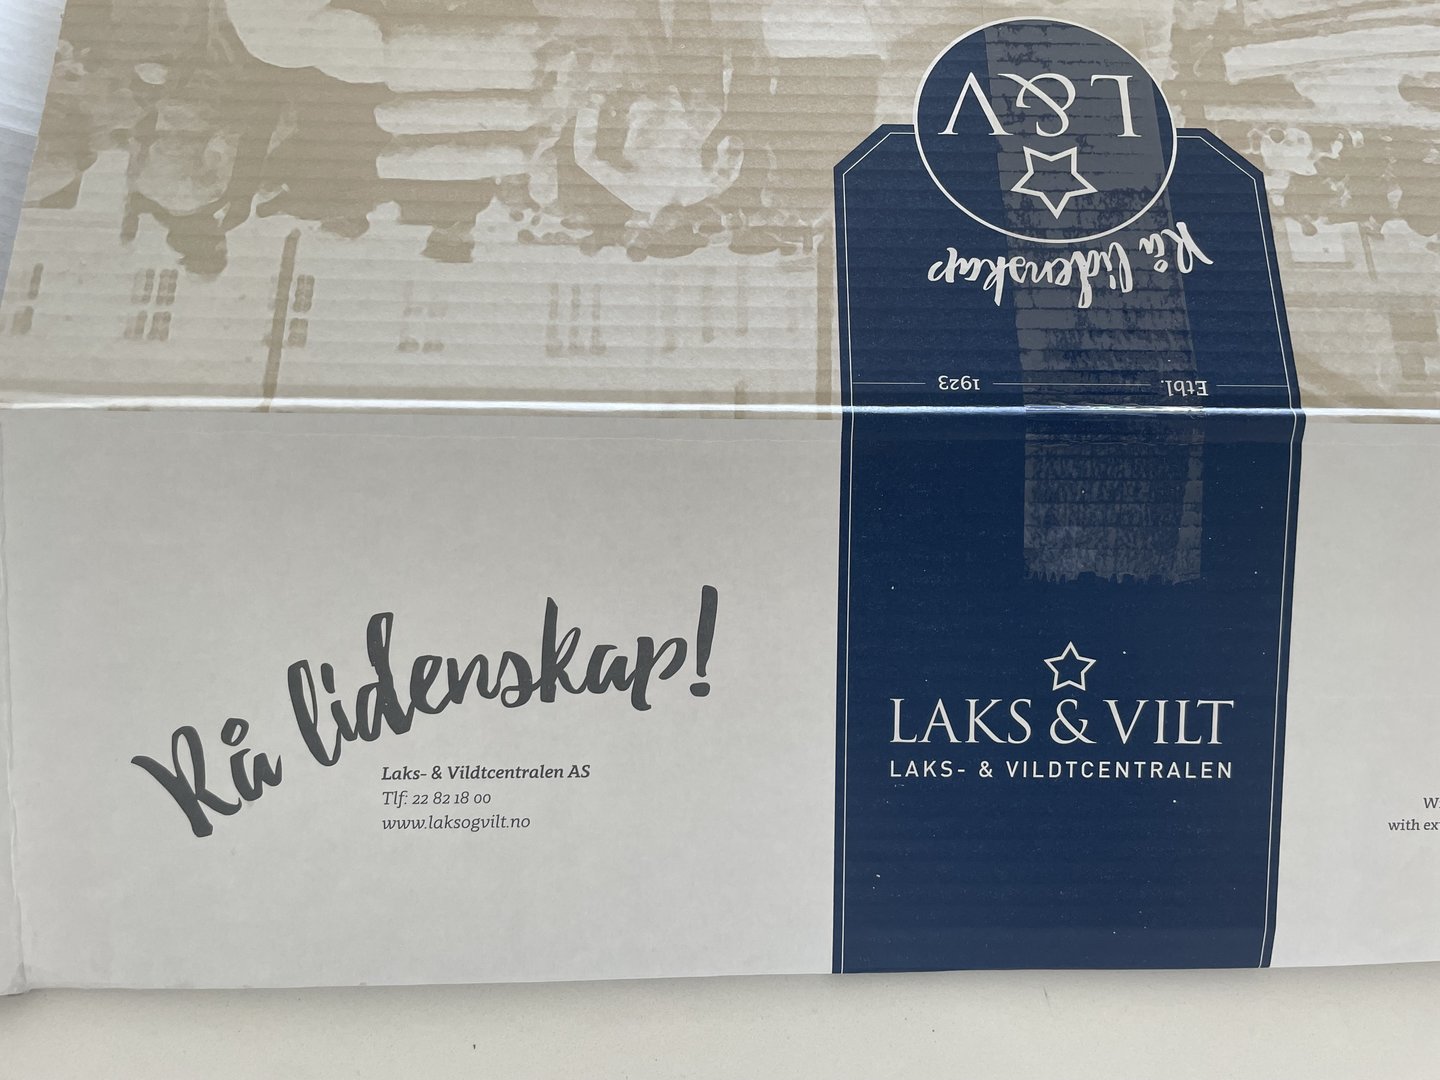 L&V
Rå lidenskap
Etbl. 1923
Rå lidenskap!
Laks- & Vildtcentralen AS
Tlf: 22 82 18 00
www.laksogvilt.no
LAKS & VILT
LAKS- & VILDTCENTRALEN
with